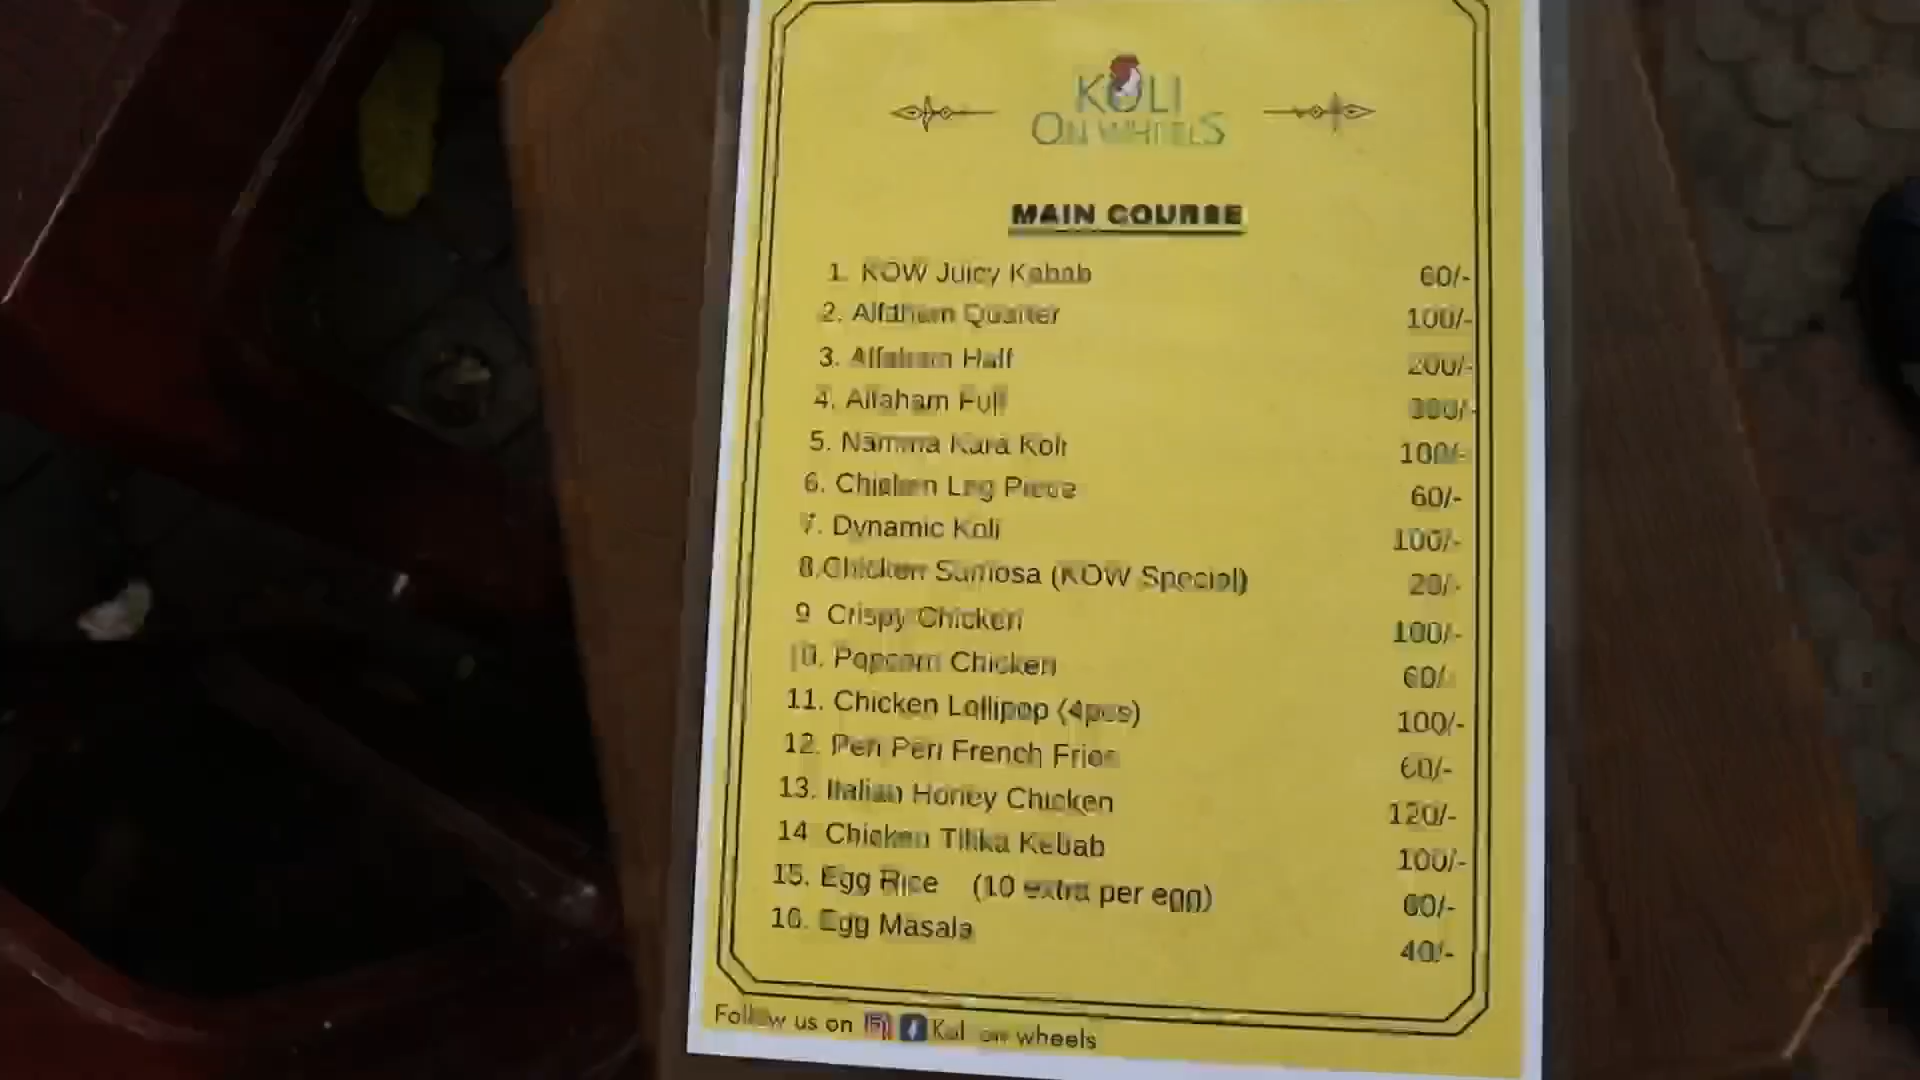 KOLI
ON WHEELS
MAIN COURSE
1. KOW Juicy Kabab 60/-
2. Alfaham Quarter 100/-
3. Alfaham Half 200/-
4. Alfaham Full
5. Namma Kara Koli 100/-
6. Chicken Leg Piece 60/-
7. Dynamic Koli 100/-
8.Chicken Samosa (KOW Special) 20/-
9 Crispy Chicken 100/-
10. Popcorn Chicken 60/-
11. Chicken Lollipop (4pcs) 100/-
12. Peri Peri French Fries 60/-
13. Italian Honey Chicken 120/-
14 Chicken Tikka Kebab 100/-
15. Egg Rice (10 extra per egg)
16. Egg Masala 40/-
Follow us on Koli on wheels